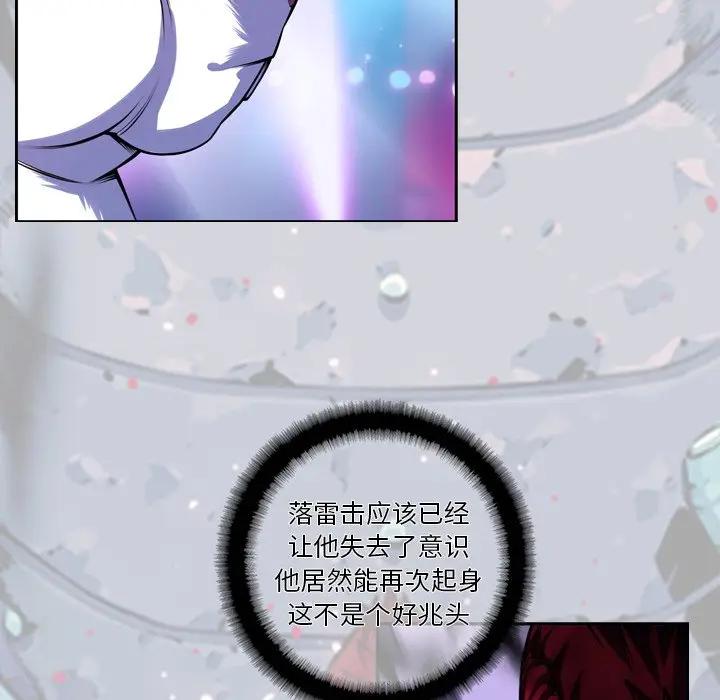 落雷击应该已经
让他失去了意识
他居然能再次起身
这不是个好兆头